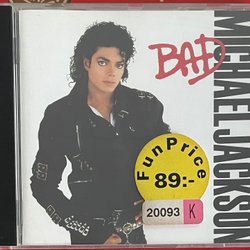 BAD
MICHAEL JACKSON
Fun Price
89:-
20093 K